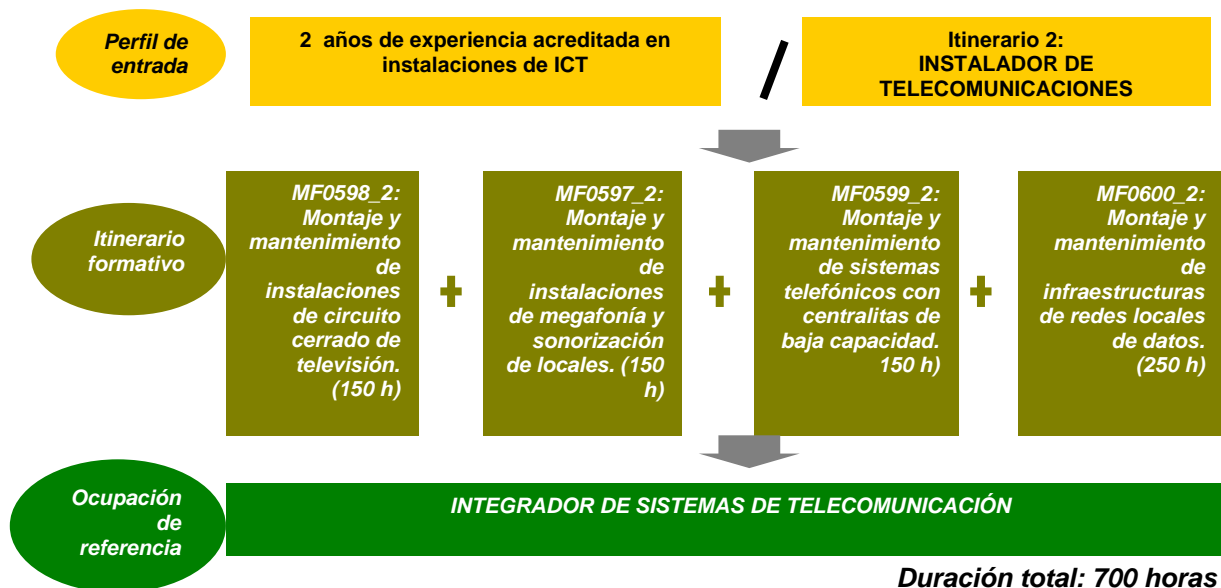 Perfil de
entrada
2 años de experiencia acreditada en
instalaciones de ICT
/
Itinerario 2:
INSTALADOR DE
TELECOMUNICACIONES
Itinerario
formativo
MF0598_2:
Montaje y
mantenimiento
de
instalaciones
de circuito
cerrado de
televisión.
(150 h)
+
MF0597_2:
Montaje y
mantenimiento
de
instalaciones
de megafonía y
sonorización
de locales. (150
h)
+
MF0599_2:
Montaje y
mantenimiento
de sistemas
telefónicos con
centralitas de
baja capacidad.
150 h)
+
MF0600_2:
Montaje y
mantenimiento
de
infraestructuras
de redes locales
de datos.
(250 h)
Ocupación
de
referencia
INTEGRADOR DE SISTEMAS DE TELECOMUNICACIÓN
Duración total: 700 horas